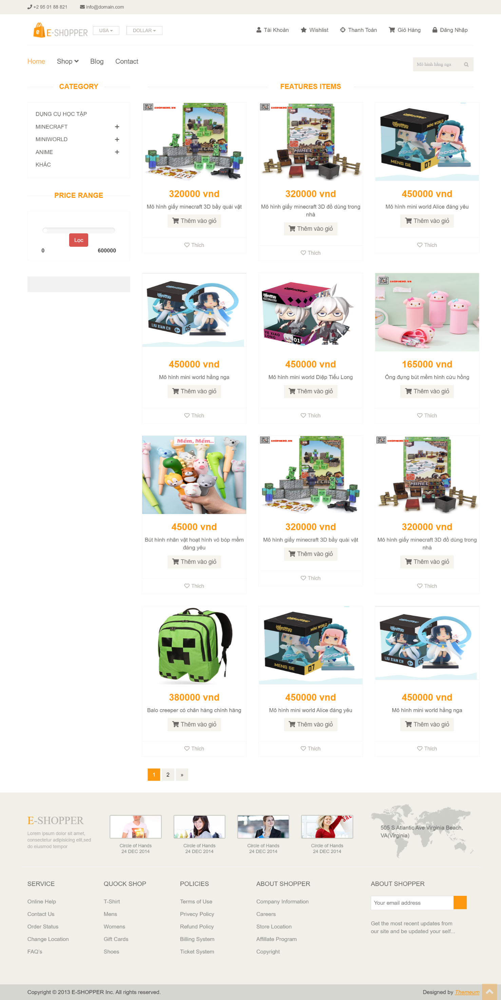 +2 95 01 88 821
info@domain.com
E-SHOPPER
USA
DOLLAR
Tài Khoản
Wishlist
Thanh Toán
Giỏ Hàng
Đăng Nhập
Home
Shop
Blog
Contact
Mô hình hằng nga
CATEGORY
DỤNG CỤ HỌC TẬP
MINECRAFT
MINIWORLD
ANIME
KHÁC
PRICE RANGE
Lọc
0
600000
FEATURES ITEMS
SHOPHERO.VN
320000 vnd
Mô hình giấy minecraft 3D bầy quái vật
Thêm vào giỏ
Thích
SHOPHERO.VN
320000 vnd
Mô hình giấy minecraft 3D đồ dùng trong
nhà
Thêm vào giỏ
Thích
MINI WORLD
MENG GE
07
450000 vnd
Mô hình mini world Alice đáng yêu
Thêm vào giỏ
Thích
LIU XIAN ER
6+
05
450000 vnd
Mô hình mini world hằng nga
Thêm vào giỏ
Thích
YE XIAO
LONG
01
450000 vnd
Mô hình mini world Diệp Tiểu Long
Thêm vào giỏ
Thích
SHOPHERO.VN
165000 vnd
Ống đựng bút mềm hình cừu hồng
Thêm vào giỏ
Thích
Mềm, Mềm..
45000 vnd
Bút hình nhân vật hoạt hình vỏ bóp mềm
đáng yêu
Thêm vào giỏ
Thích
SHOPHERO.VN
320000 vnd
Mô hình giấy minecraft 3D bầy quái vật
Thêm vào giỏ
Thích
SHOPHERO.VN
320000 vnd
Mô hình giấy minecraft 3D đồ dùng trong
nhà
Thêm vào giỏ
Thích
380000 vnd
Balo creeper có chân hàng chính hãng
Thêm vào giỏ
Thích
MINI WORLD
MENG GE
07
450000 vnd
Mô hình mini world Alice đáng yêu
Thêm vào giỏ
Thích
LIU XIAN ER
6+
05
450000 vnd
Mô hình mini world hằng nga
Thêm vào giỏ
Thích
1
2
»
E-SHOPPER
Lorem ipsum dolor sit amet,
consectetur adipisicing elit,sed
do eiusmod tempor
Circle of Hands
24 DEC 2014
Circle of Hands
24 DEC 2014
Circle of Hands
24 DEC 2014
SALE
Circle of Hands
24 DEC 2014
505 S Atlantic Ave Virginia Beach,
VA(Virginia)
SERVICE
Online Help
Contact Us
Order Status
Change Location
FAQ's
QUOCK SHOP
T-Shirt
Mens
Womens
Gift Cards
Shoes
POLICIES
Terms of Use
Privecy Policy
Refund Policy
Billing System
Ticket System
ABOUT SHOPPER
Company Information
Careers
Store Location
Affillate Program
Copyright
ABOUT SHOPPER
Your email address
Get the most recent updates from
our site and be updated your self...
Copyright © 2013 E-SHOPPER Inc. All rights reserved.
Designed by Themeum